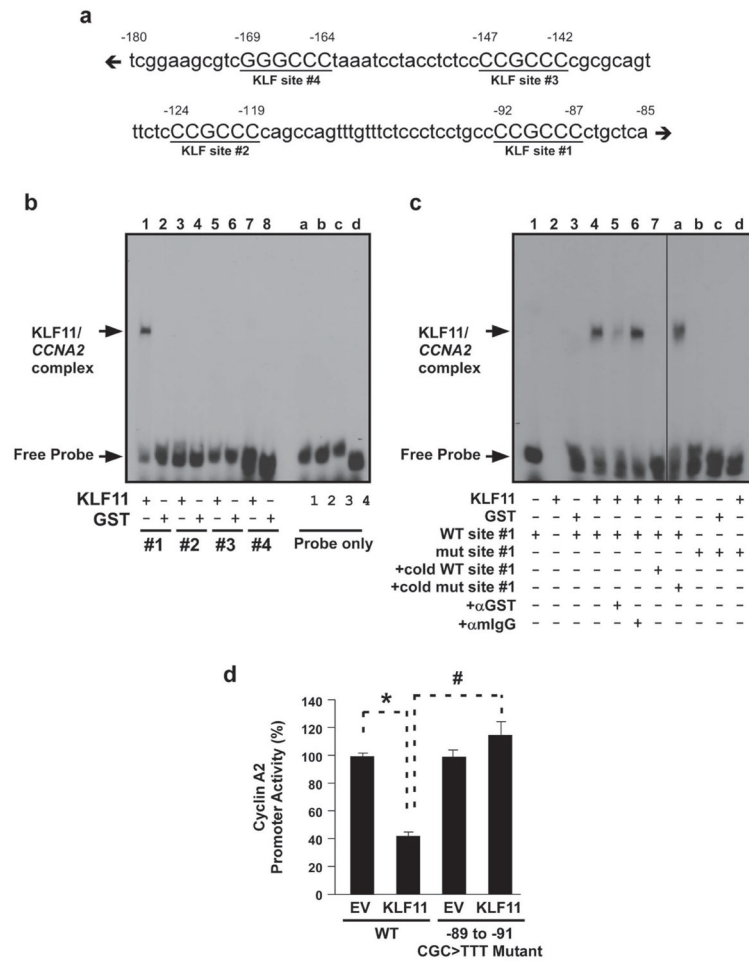 a
-180 -169 -164 -147 -142
tcggaagcgtcGGGCCCtaaatcctacctctccCCGCCCcgcgcagt
KLF site #4 KLF site #3
-124 -119 -92 -87 -85
ttctcCCGCCCcagccagtttgtttctccctcctgccCCGCCCctgctca
KLF site #2 KLF site #1
b
1 2 3 4 5 6 7 8 a b c d
KLF11/
CCNA2
complex
Free Probe
KLF11 + – + – + – + – 1 2 3 4
GST – + – + – + – +
#1 #2 #3 #4 Probe only
c
1 2 3 4 5 6 7 a b c d
KLF11/
CCNA2
complex
Free Probe
KLF11 – + – + + + + + – – +
GST – – + – – – – – – + –
WT site #1 + – + + + + + + – – –
mut site #1 – – – – – – – – + + +
+cold WT site #1 – – – – – – + – – – –
+cold mut site #1 – – – – – – – + – – –
+αGST – – – – + – – – – – –
+αmIgG – – – – – + – – – – –
d
Cyclin A2
Promoter Activity (%)
140
120
100
80
60
40
20
0
* #
EV KLF11 EV KLF11
WT -89 to -91
CGC>TTT Mutant